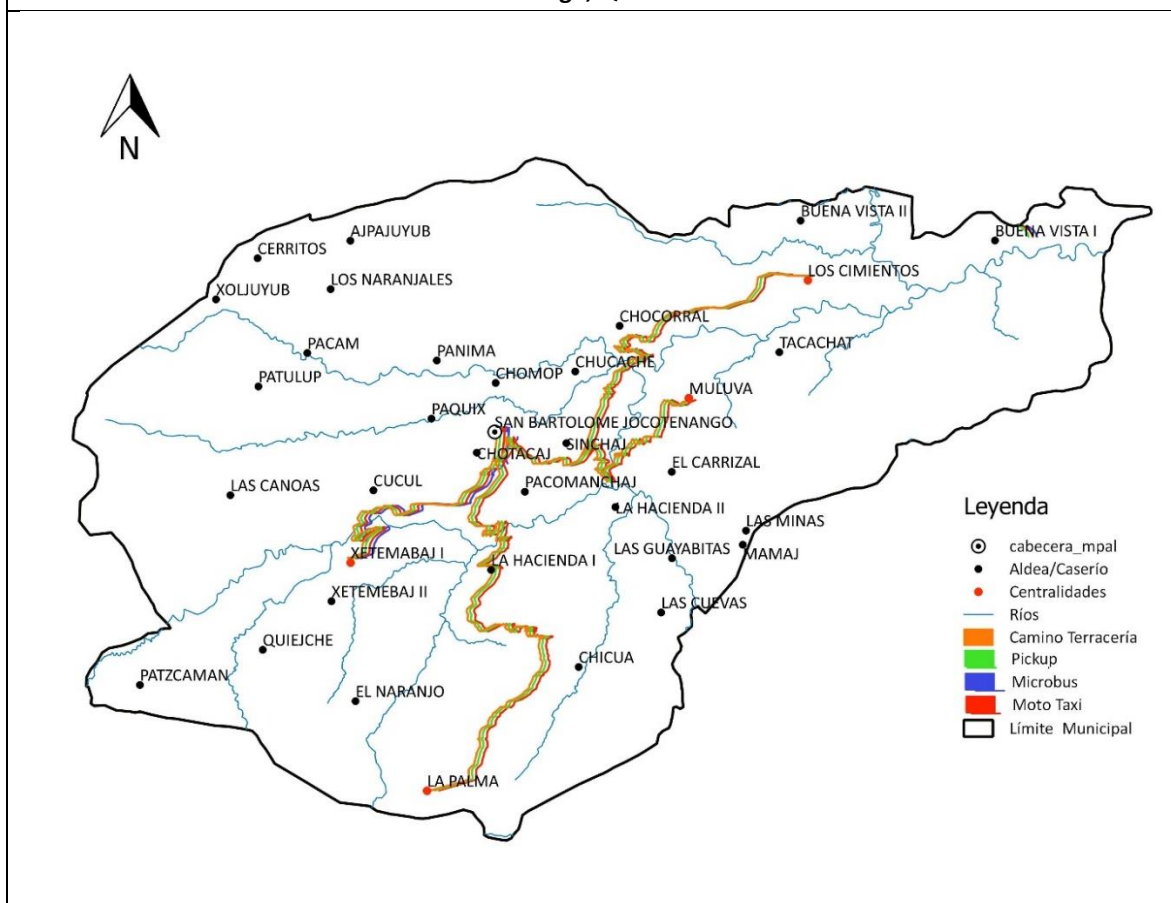 N
BUENA VISTA II
BUENA VISTA I
AJPAJUYUB
CERRITOS
LOS CIMIENTOS
LOS NARANJALES
XOLJUYUB
CHOCORRAL
PACAM
PANIMA
TACACHAT
CHUCACHE
PATULUP
CHOMOP
MULUVA
PAQUIX
SAN BARTOLOME JOCOTENANGO
SINCHAJ
CHOTACAJ
EL CARRIZAL
CUCUL
PACOMANCHAJ
LAS CANOAS
LA HACIENDA II
LAS MINAS
LAS GUAYABITAS
MAMAJ
XETEMABAJ I
LA HACIENDA I
XETEMEBAJ II
LAS CUEVAS
QUIEJCHE
CHICUA
PATZCAMAN
EL NARANJO
LA PALMA
Leyenda
cabecera_mpal
Aldea/Caserío
Centralidades
Ríos
Camino Terracería
Pickup
Microbus
Moto Taxi
Límite Municipal